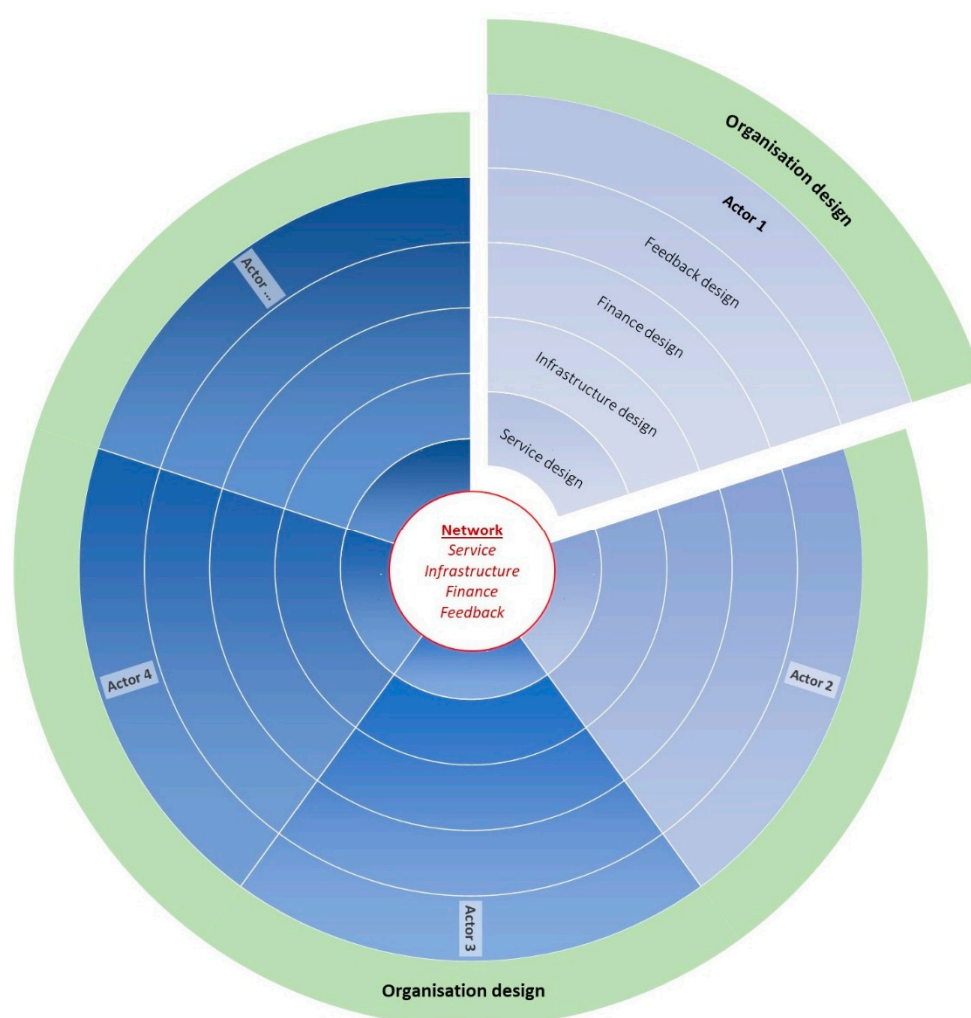 Organisation design
Actor 1
Feedback design
Finance design
Infrastructure design
Service design
Actor ...
Network
Service
Infrastructure
Finance
Feedback
Actor 4
Actor 2
Actor 3
Organisation design